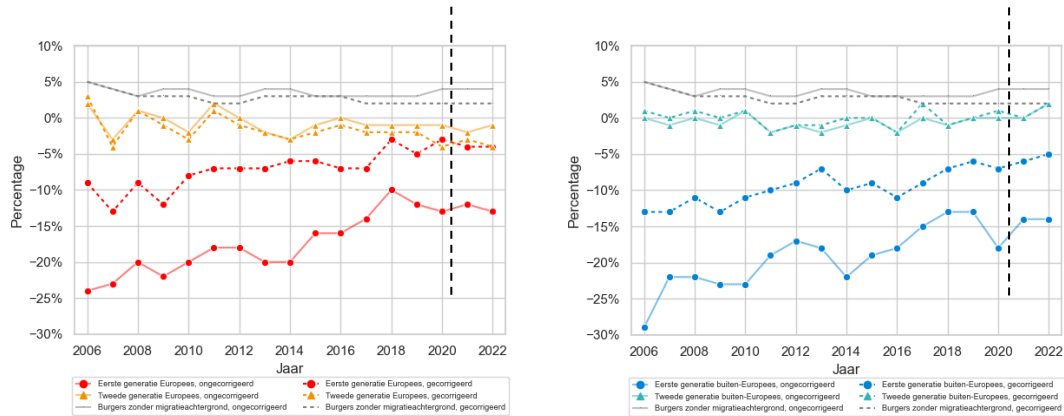 10%
5%
0%
−5%
−10%
−15%
−20%
−25%
−30%
Percentage
2006 2008 2010 2012 2014 2016 2018 2020 2022
Jaar
Eerste generatie Europees, ongecorrigeerd Eerste generatie Europees, gecorrigeerd
Tweede generatie Europees, ongecorrigeerd Tweede generatie Europees, gecorrigeerd
Burgers zonder migratieachtergrond, ongecorrigeerd Burgers zonder migratieachtergrond, gecorrigeerd
10%
5%
0%
−5%
−10%
−15%
−20%
−25%
−30%
Percentage
2006 2008 2010 2012 2014 2016 2018 2020 2022
Jaar
Eerste generatie buiten-Europees, ongecorrigeerd Eerste generatie buiten-Europees, gecorrigeerd
Tweede generatie buiten-Europees, ongecorrigeerd Tweede generatie buiten-Europees, gecorrigeerd
Burgers zonder migratieachtergrond, ongecorrigeerd Burgers zonder migratieachtergrond, gecorrigeerd